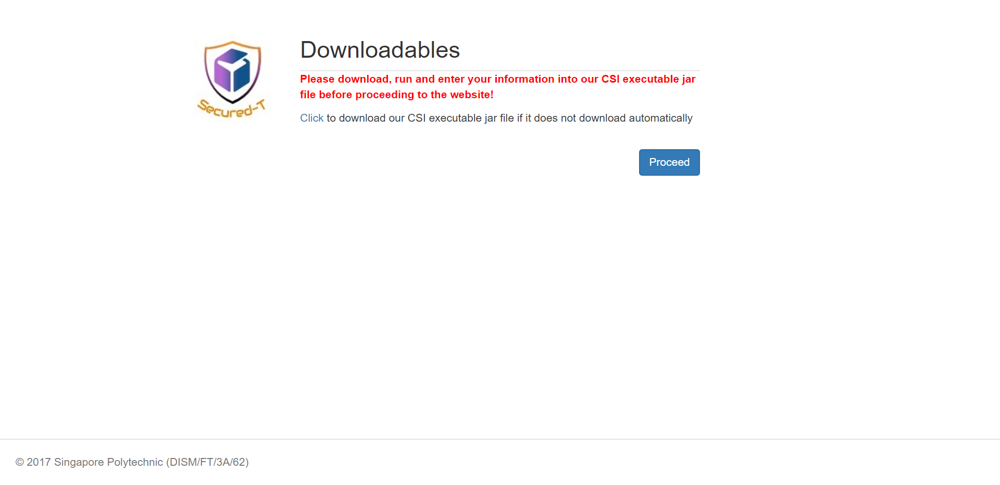 Downloadables
Please download, run and enter your information into our CSI executable jar
file before proceeding to the website!
Secured-T
Click to download our CSI executable jar file if it does not download automatically
Proceed
© 2017 Singapore Polytechnic (DISM/FT/3A/62)